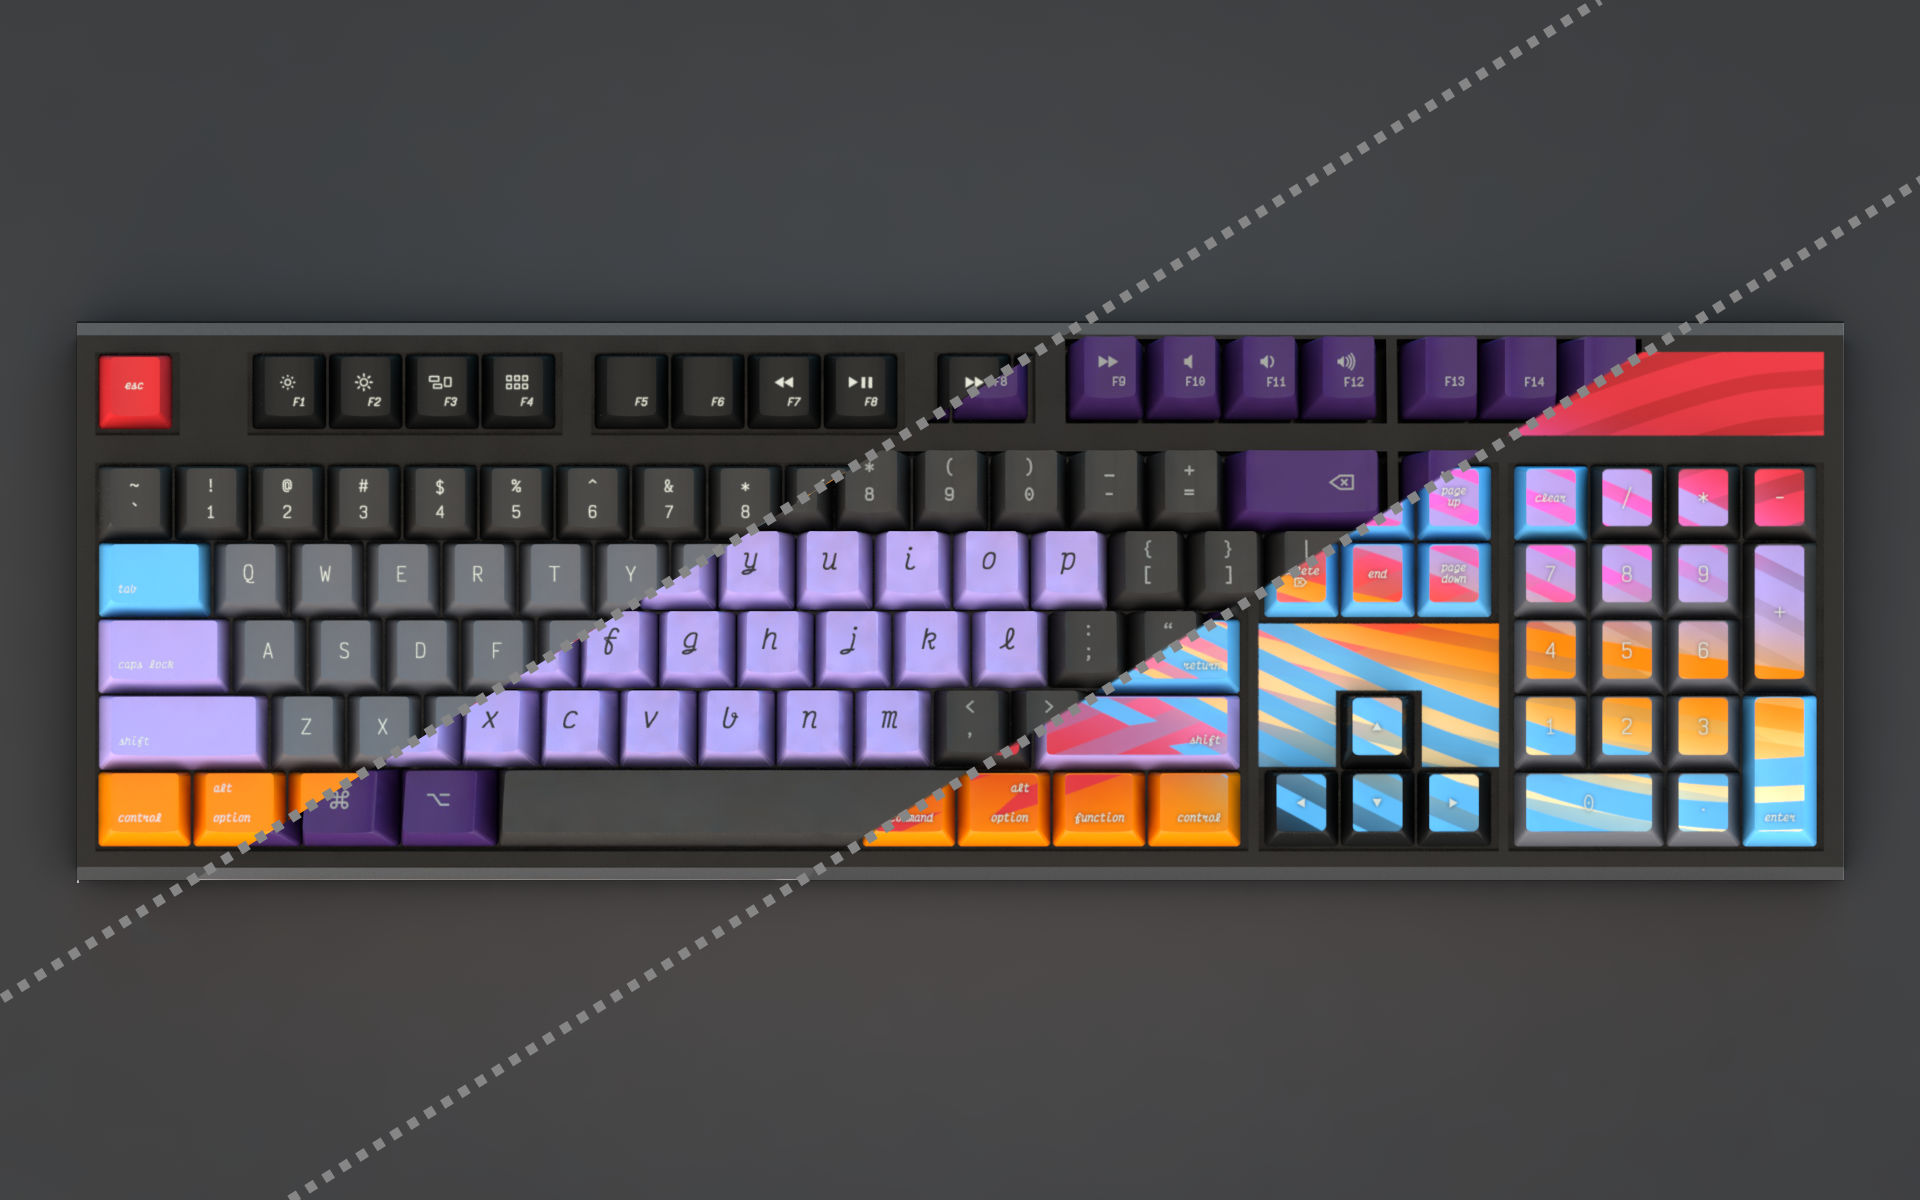 esc F1 F2 F3 F4 F5 F6 F7 F8 F8 F9 F10 F11 F12 F13 F14
~ ! @ # $ % ^ & * * ( ) _ +
` 1 2 3 4 5 6 7 8 8 9 0 - =
page up clear / * -
tab Q W E R T Y y u i o p { [ } ] |
end page down 7 8 9 +
caps lock A S D F f g h j k l : ; “ return
4 5 6
shift Z X x c v b n m < , > shift
1 2 3
control alt option ⌘ ⌥ alt option function control
0 . enter